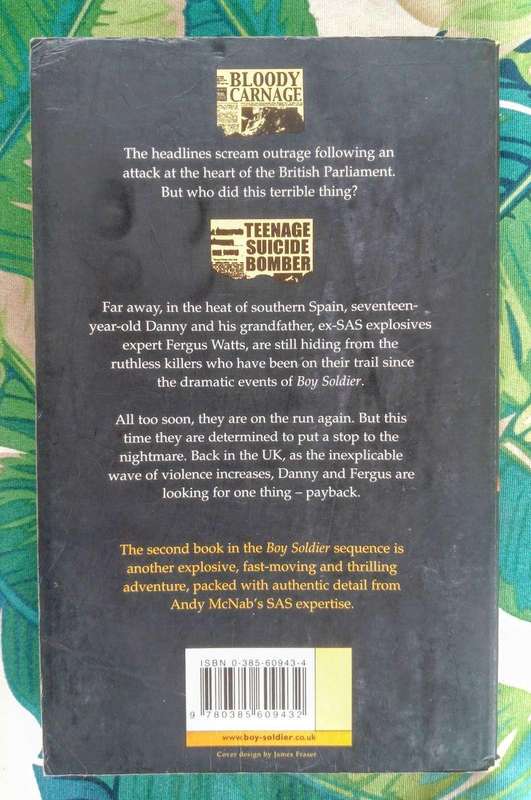 BLOODY
CARNAGE
The headlines scream outrage following an
attack at the heart of the British Parliament.
But who did this terrible thing?
TEENAGE
SUICIDE
BOMBER
Far away, in the heat of southern Spain, seventeen-
year-old Danny and his grandfather, ex-SAS explosives
expert Fergus Watts, are still hiding from the
ruthless killers who have been on their trail since
the dramatic events of Boy Soldier.
All too soon, they are on the run again. But this
time they are determined to put a stop to the
nightmare. Back in the UK, as the inexplicable
wave of violence increases, Danny and Fergus are
looking for one thing – payback.
The second book in the Boy Soldier sequence is
another explosive, fast-moving and thrilling
adventure, packed with authentic detail from
Andy McNab's SAS expertise.
ISBN 0-385-60943-4
9 780385 609432
www.boy-soldier.co.uk
Cover design by James Fraser